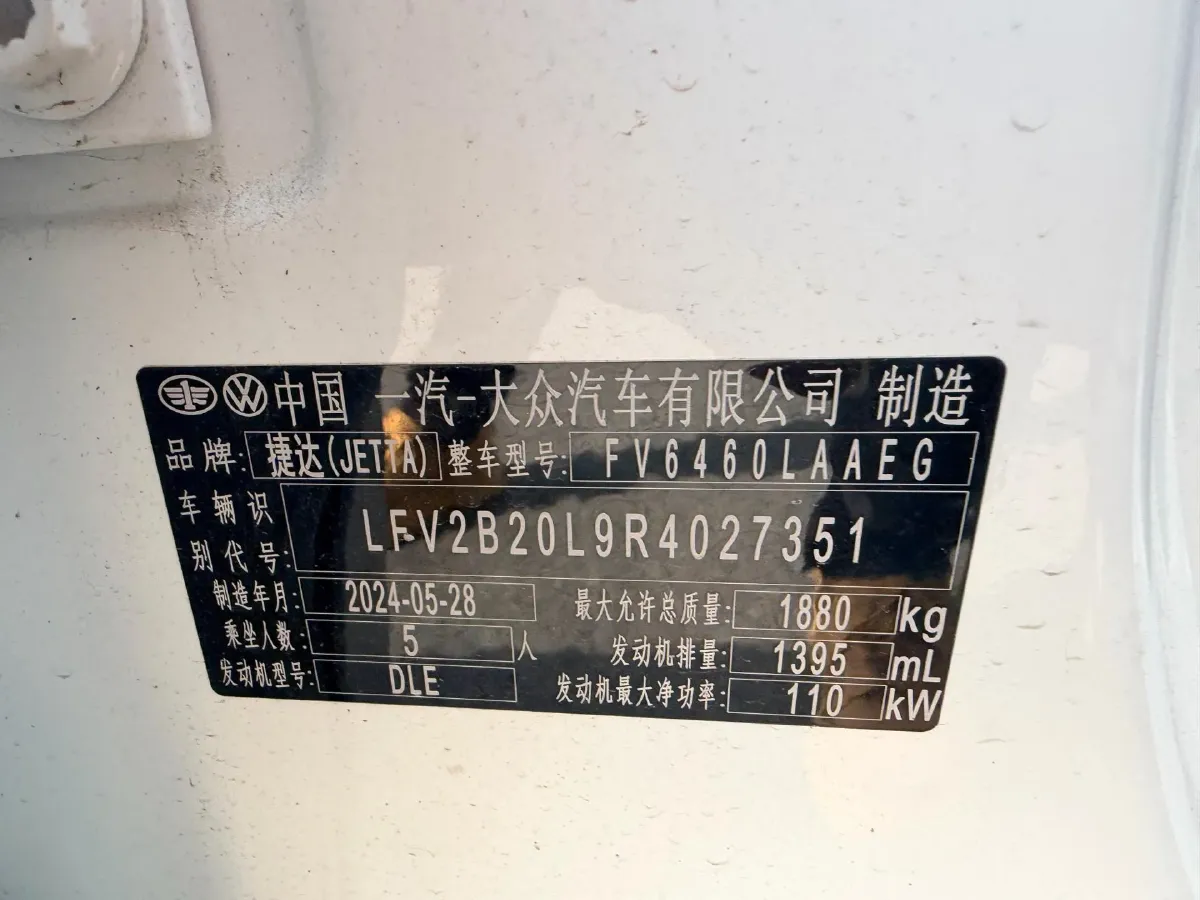 中国 一汽-大众汽车有限公司 制造
品牌: 捷达(JETTA) 整车型号: FV6460LAAEG
车辆识别代号: LFV2B20L9R4027351
制造年月: 2024-05-28 最大允许总质量: 1880 kg
乘坐人数: 5 人 发动机排量: 1395 mL
发动机型号: DLE 发动机最大净功率: 110 kW